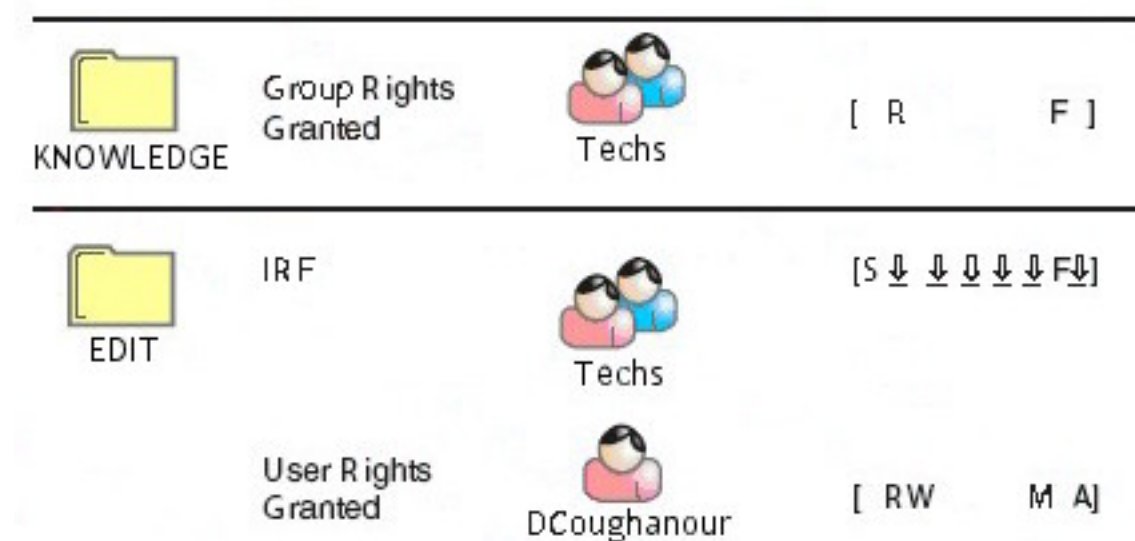 Group Rights
Granted
[ R F ]
Techs
KNOWLEDGE
IRF
[S⇩ ⇩⇩⇩⇩F⇩]
EDIT
Techs
User Rights
Granted
[ RW M A]
DCoughanour